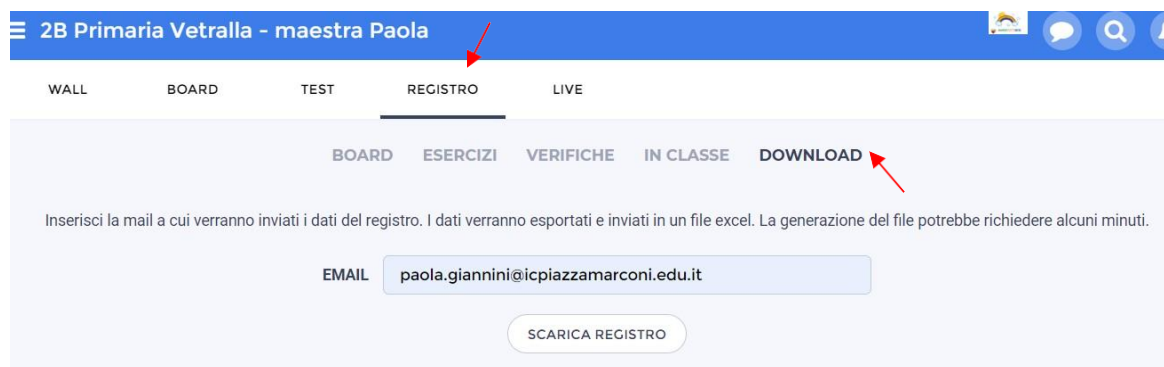 2B Primaria Vetralla - maestra Paola
WALL BOARD TEST REGISTRO LIVE
BOARD ESERCIZI VERIFICHE IN CLASSE DOWNLOAD
Inserisci la mail a cui verranno inviati i dati del registro. I dati verranno esportati e inviati in un file excel. La generazione del file potrebbe richiedere alcuni minuti.
EMAIL paola.giannini@icpiazzamarconi.edu.it
SCARICA REGISTRO